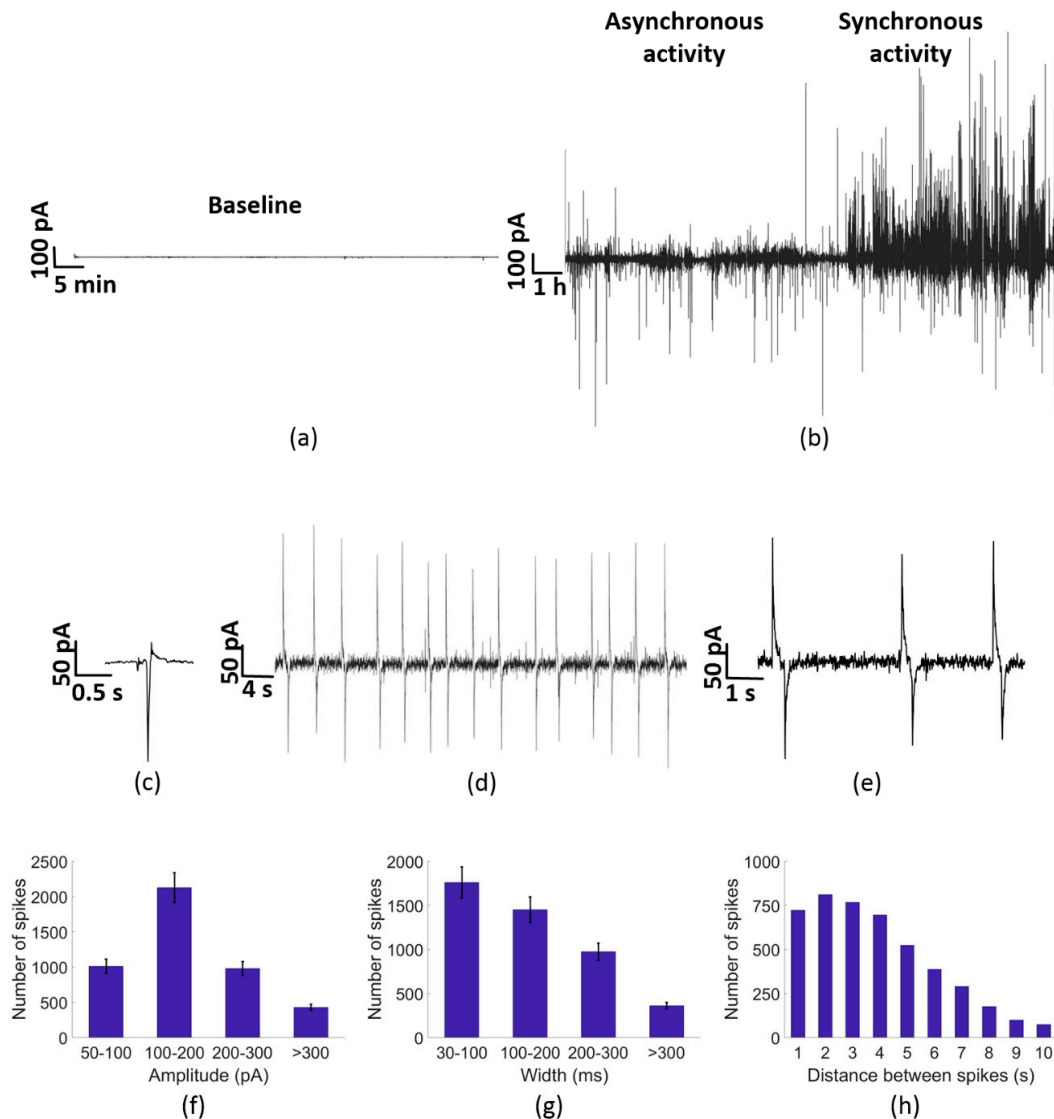 Asynchronous
activity
Synchronous
activity
Baseline
100 pA
5 min
100 pA
1 h
(a)
(b)
50 pA
0.5 s
50 pA
4 s
50 pA
1 s
(c)
(d)
(e)
Number of spikes
2500
2000
1500
1000
500
0
50-100 100-200 200-300 >300
Amplitude (pA)
(f)
Number of spikes
2000
1500
1000
500
0
30-100 100-200 200-300 >300
Width (ms)
(g)
Number of spikes
1000
750
500
250
0
1 2 3 4 5 6 7 8 9 10
Distance between spikes (s)
(h)